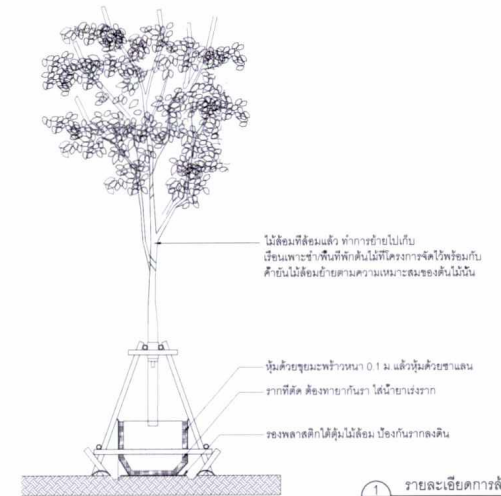 ไม้ล้อมที่ล้อมแล้ว ทำการย้ายไปเก็บ
เรือนเพาะชำ/พื้นที่พักต้นไม้ที่โครงการจัดไว้พร้อมกับ
ค้ำยันไม้ล้อมย้ายตามความเหมาะสมของต้นไม้นั้น
หุ้มด้วยขุยมะพร้าวหนา 0.1 ม แล้วหุ้มด้วยซาแลน
รากที่ตัด ต้องทายากันรา ใส่น้ำยาเร่งราก
รองพลาสติกใต้ตุ้มไม้ล้อม ป้องกันรากลงดิน
1 รายละเอียดการล้